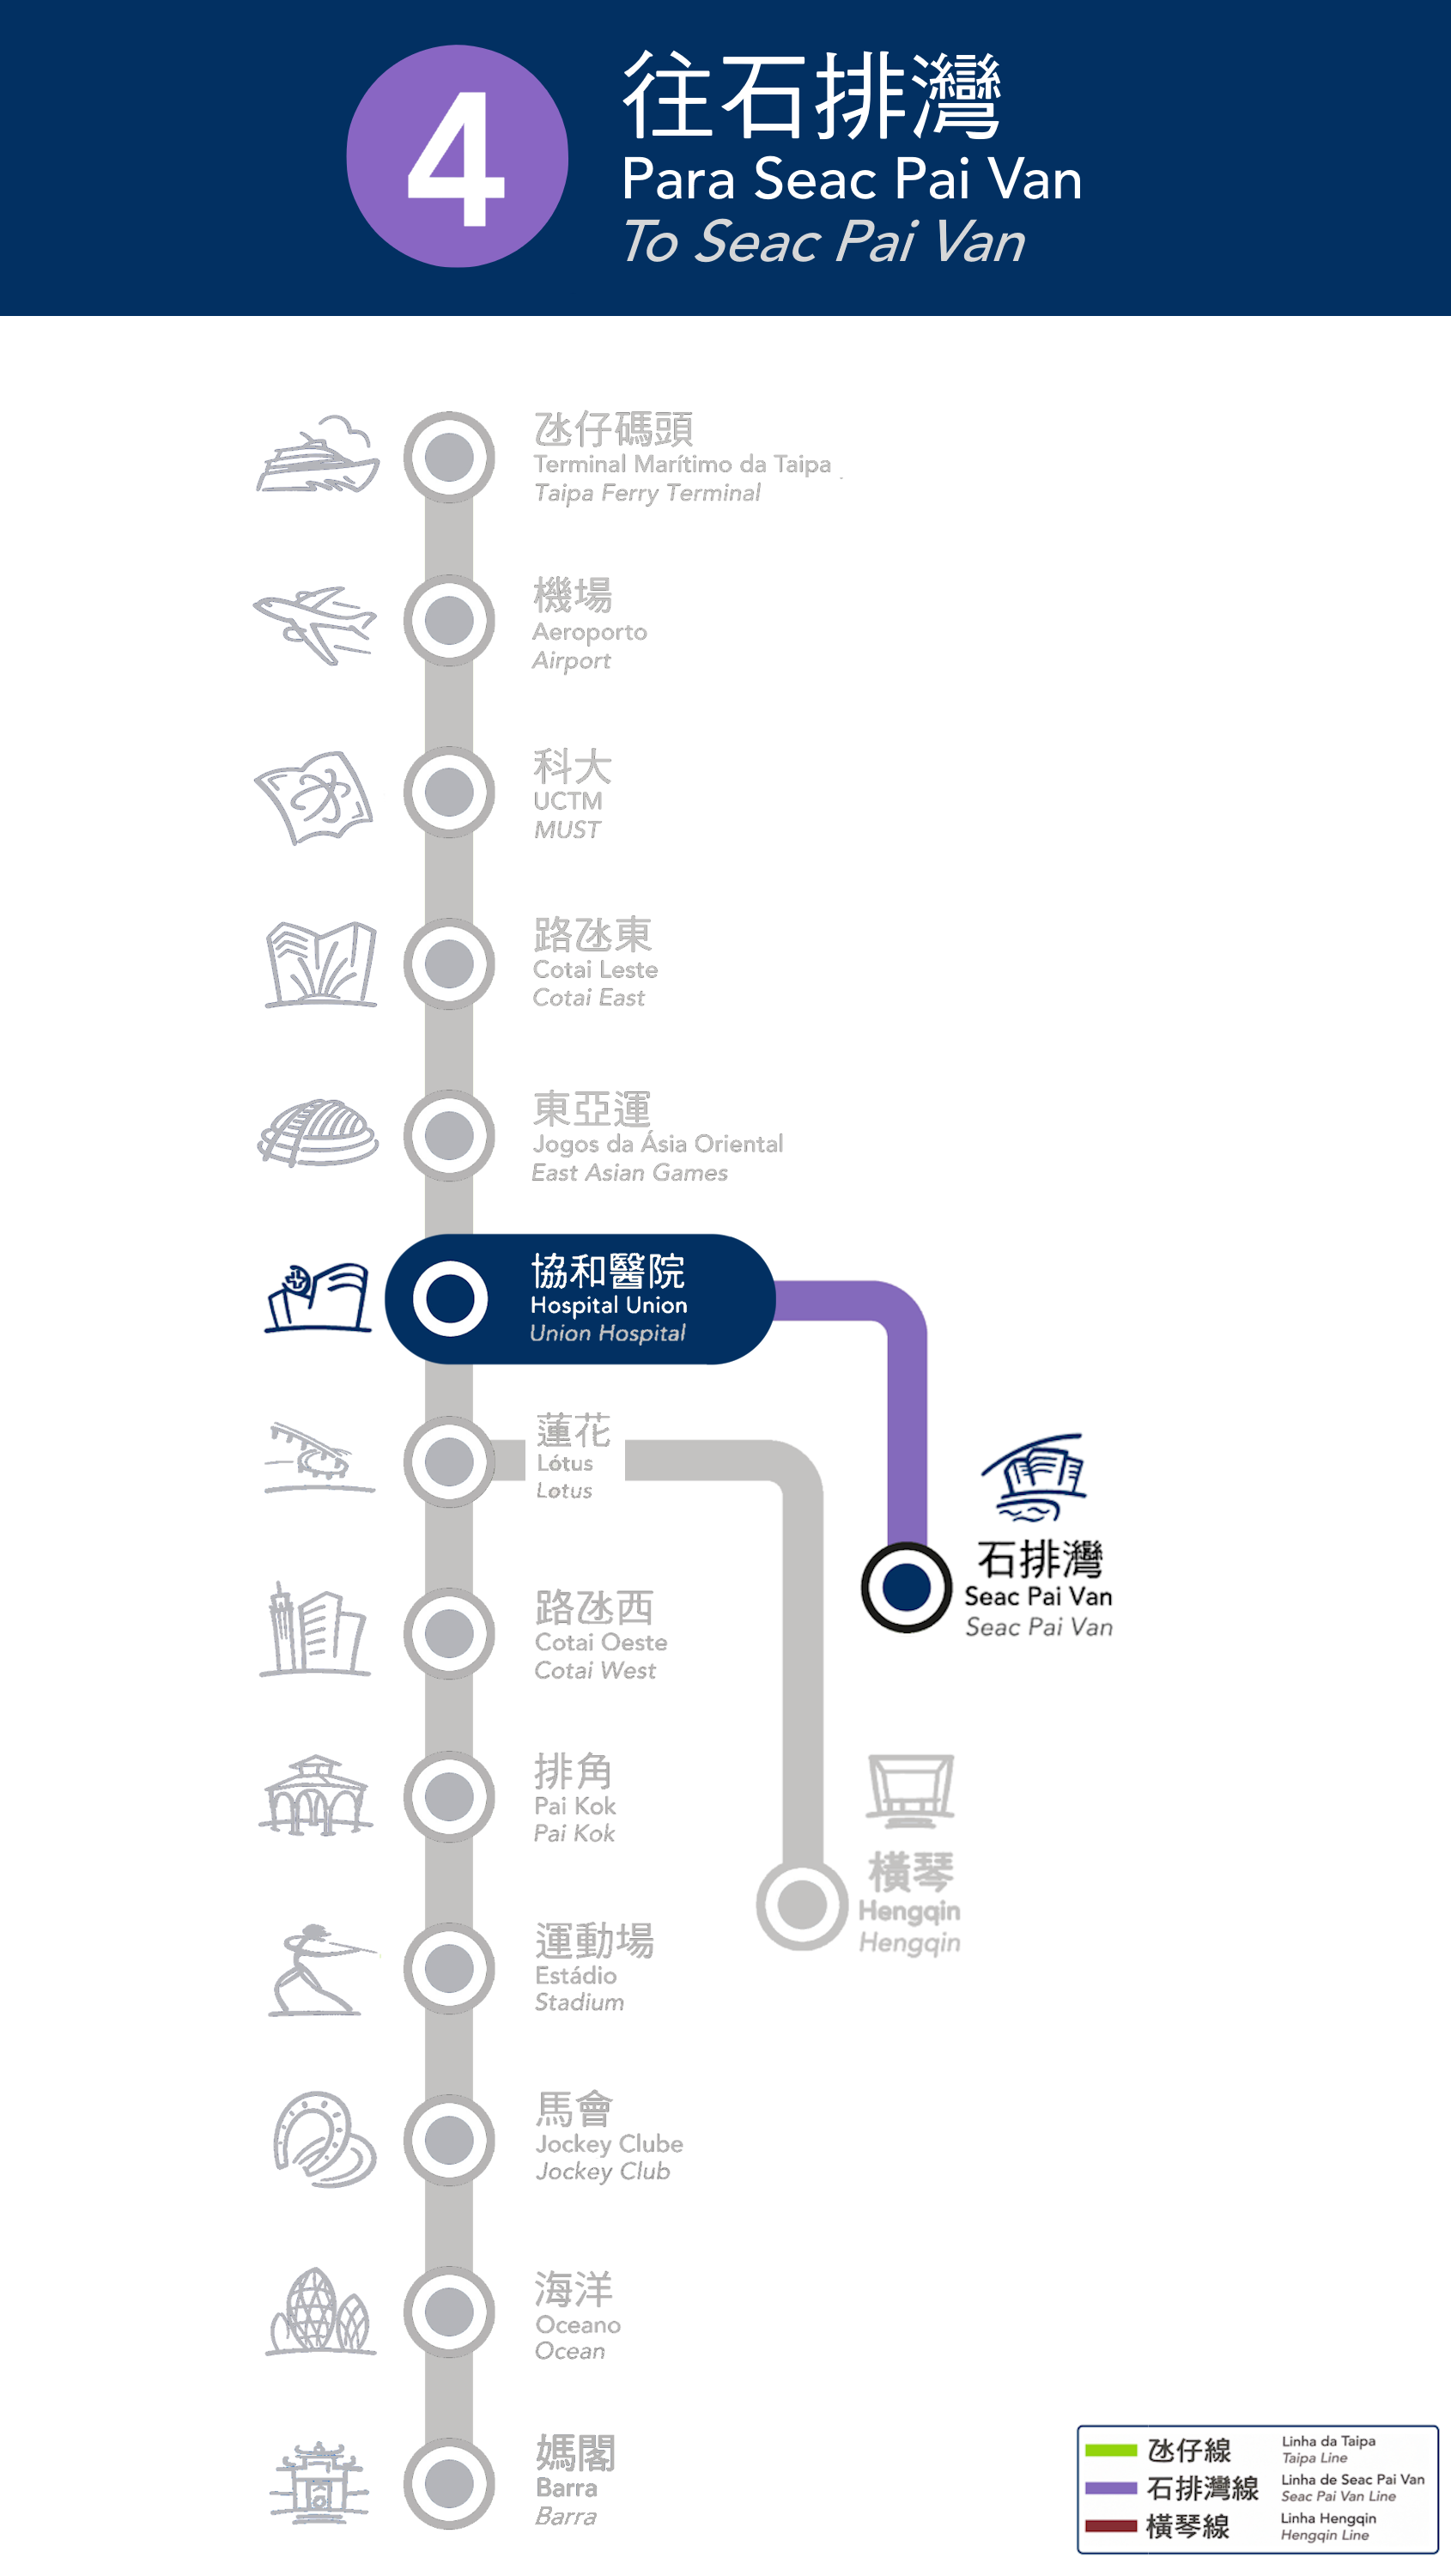 4
往石排灣
Para Seac Pai Van
To Seac Pai Van
氹仔碼頭
Terminal Marítimo da Taipa
Taipa Ferry Terminal
機場
Aeroporto
Airport
科大
UCTM
MUST
路氹東
Cotai Leste
Cotai East
東亞運
Jogos da Ásia Oriental
East Asian Games
協和醫院
Hospital Union
Union Hospital
蓮花
Lótus
Lotus
石排灣
Seac Pai Van
Seac Pai Van
路氹西
Cotai Oeste
Cotai West
排角
Pai Kok
Pai Kok
橫琴
Hengqin
Hengqin
運動場
Estádio
Stadium
馬會
Jockey Clube
Jockey Club
海洋
Oceano
Ocean
媽閣
Barra
Barra
氹仔線
Linha da Taipa
Taipa Line
石排灣線
Linha de Seac Pai Van
Seac Pai Van Line
橫琴線
Linha Hengqin
Hengqin Line